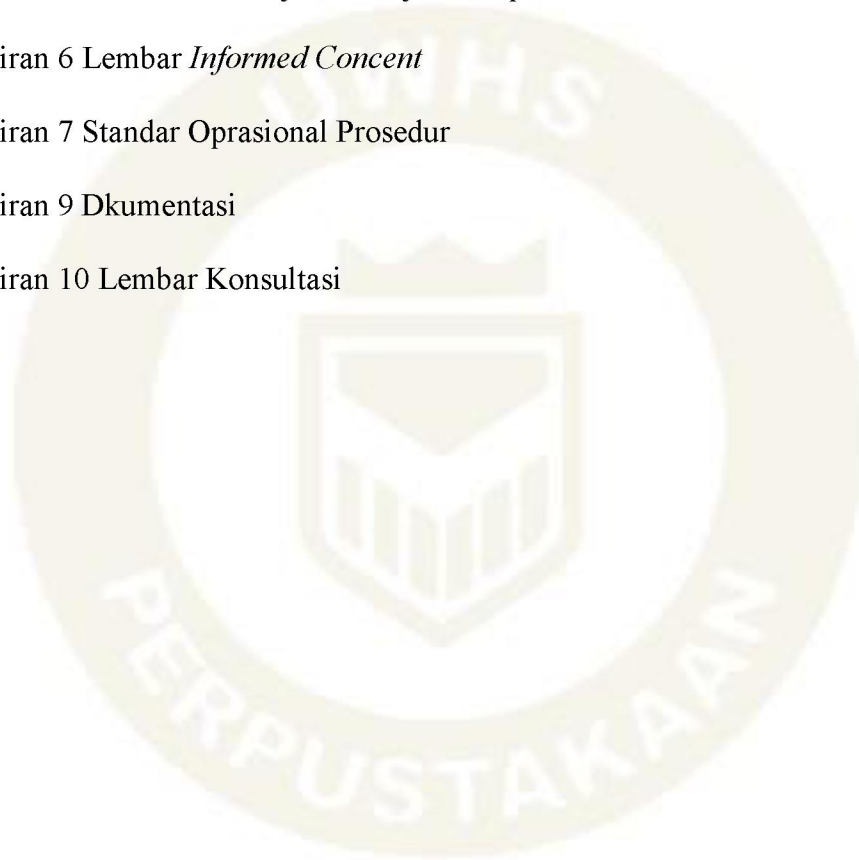 iran 6 Lembar Informed Concent
iran 7 Standar Oprasional Prosedur
iran 9 Dkumentasi
iran 10 Lembar Konsultasi
UWHS
PERPUSTAKAAN